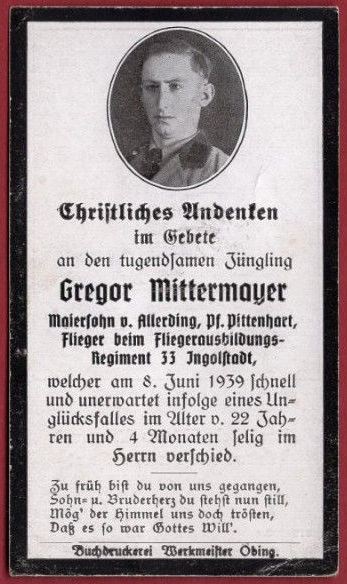 Christliches Andenken
im Gebete
an den tugendsamen Jüngling
Gregor Mittermayer
Maiersohn v. Allerding, Pf. Pittenhart,
Flieger beim Fliegerausbildungs-
Regiment 33 Ingolstadt,
welcher am 8. Juni 1939 schnell
und unerwartet infolge eines Un-
glücksfalles im Alter v. 22 Jah-
ren und 4 Monaten selig im
Herrn verschied.
Zu früh bist du von uns gegangen,
Sohn- u. Bruderherz du stehst nun still,
Mög' der Himmel uns doch trösten,
Daß es so war Gottes Will'.
Buchdruckerei Werkmeister Obing.